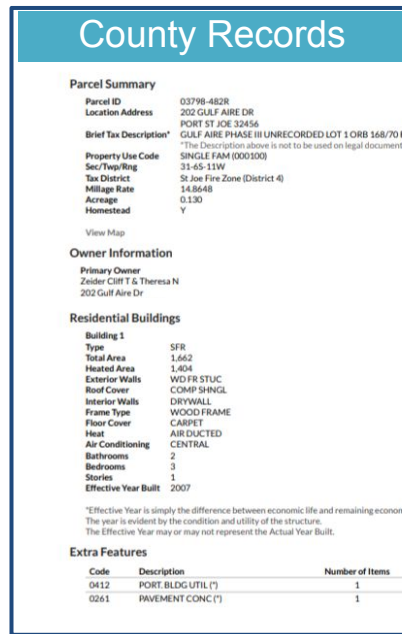 County Records
Parcel Summary
Parcel ID 03798-482R
Location Address 202 GULF AIRE DR
PORT ST JOE 32456
Brief Tax Description* GULF AIRE PHASE III UNRECORDED LOT 1 ORB 168/70
*The Description above is not to be used on legal document
Property Use Code SINGLE FAM (000100)
Sec/Twp/Rng 31-6S-11W
Tax District St Joe Fire Zone (District 4)
Millage Rate 14.8648
Acreage 0.130
Homestead Y
View Map
Owner Information
Primary Owner
Zeider Cliff T & Theresa N
202 Gulf Aire Dr
Residential Buildings
Building 1
Type SFR
Total Area 1,662
Heated Area 1,404
Exterior Walls WD FR STUC
Roof Cover COMP SHNGL
Interior Walls DRYWALL
Frame Type WOOD FRAME
Floor Cover CARPET
Heat AIR DUCTED
Air Conditioning CENTRAL
Bathrooms 2
Bedrooms 3
Stories 1
Effective Year Built 2007
"Effective Year is simply the difference between economic life and remaining econom
The year is evident by the condition and utility of the structure.
The Effective Year may or may not represent the Actual Year Built.
Extra Features
Code Description Number of Items
0412 PORT. BLDG UTIL (*) 1
0261 PAVEMENT CONC (*) 1